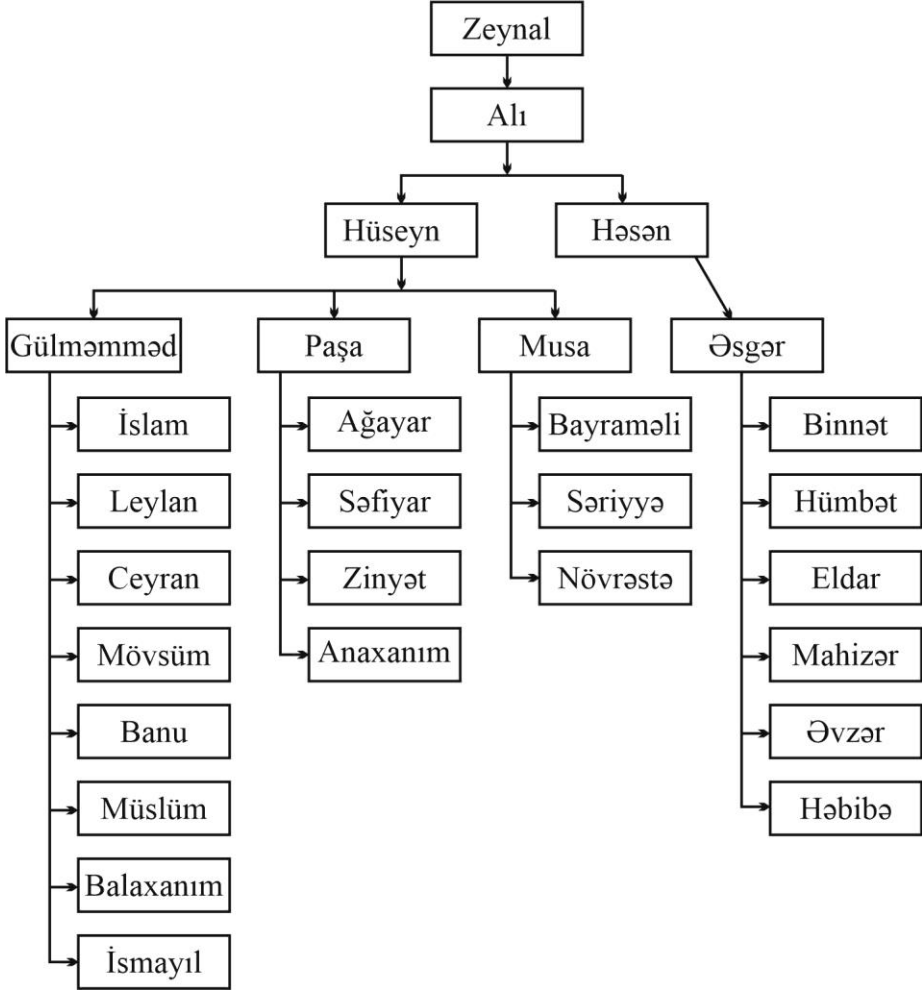 Zeynal
Alı
Hüseyn
Həsən
Gülməmməd
Paşa
Musa
Əsgər
İslam
Leylan
Ceyran
Mövsüm
Banu
Müslüm
Balaxanım
İsmayıl
Ağayar
Səfiyar
Zinyət
Anaxanım
Bayraməli
Səriyyə
Növrəstə
Binnət
Hümbət
Eldar
Mahizər
Əvzər
Həbibə